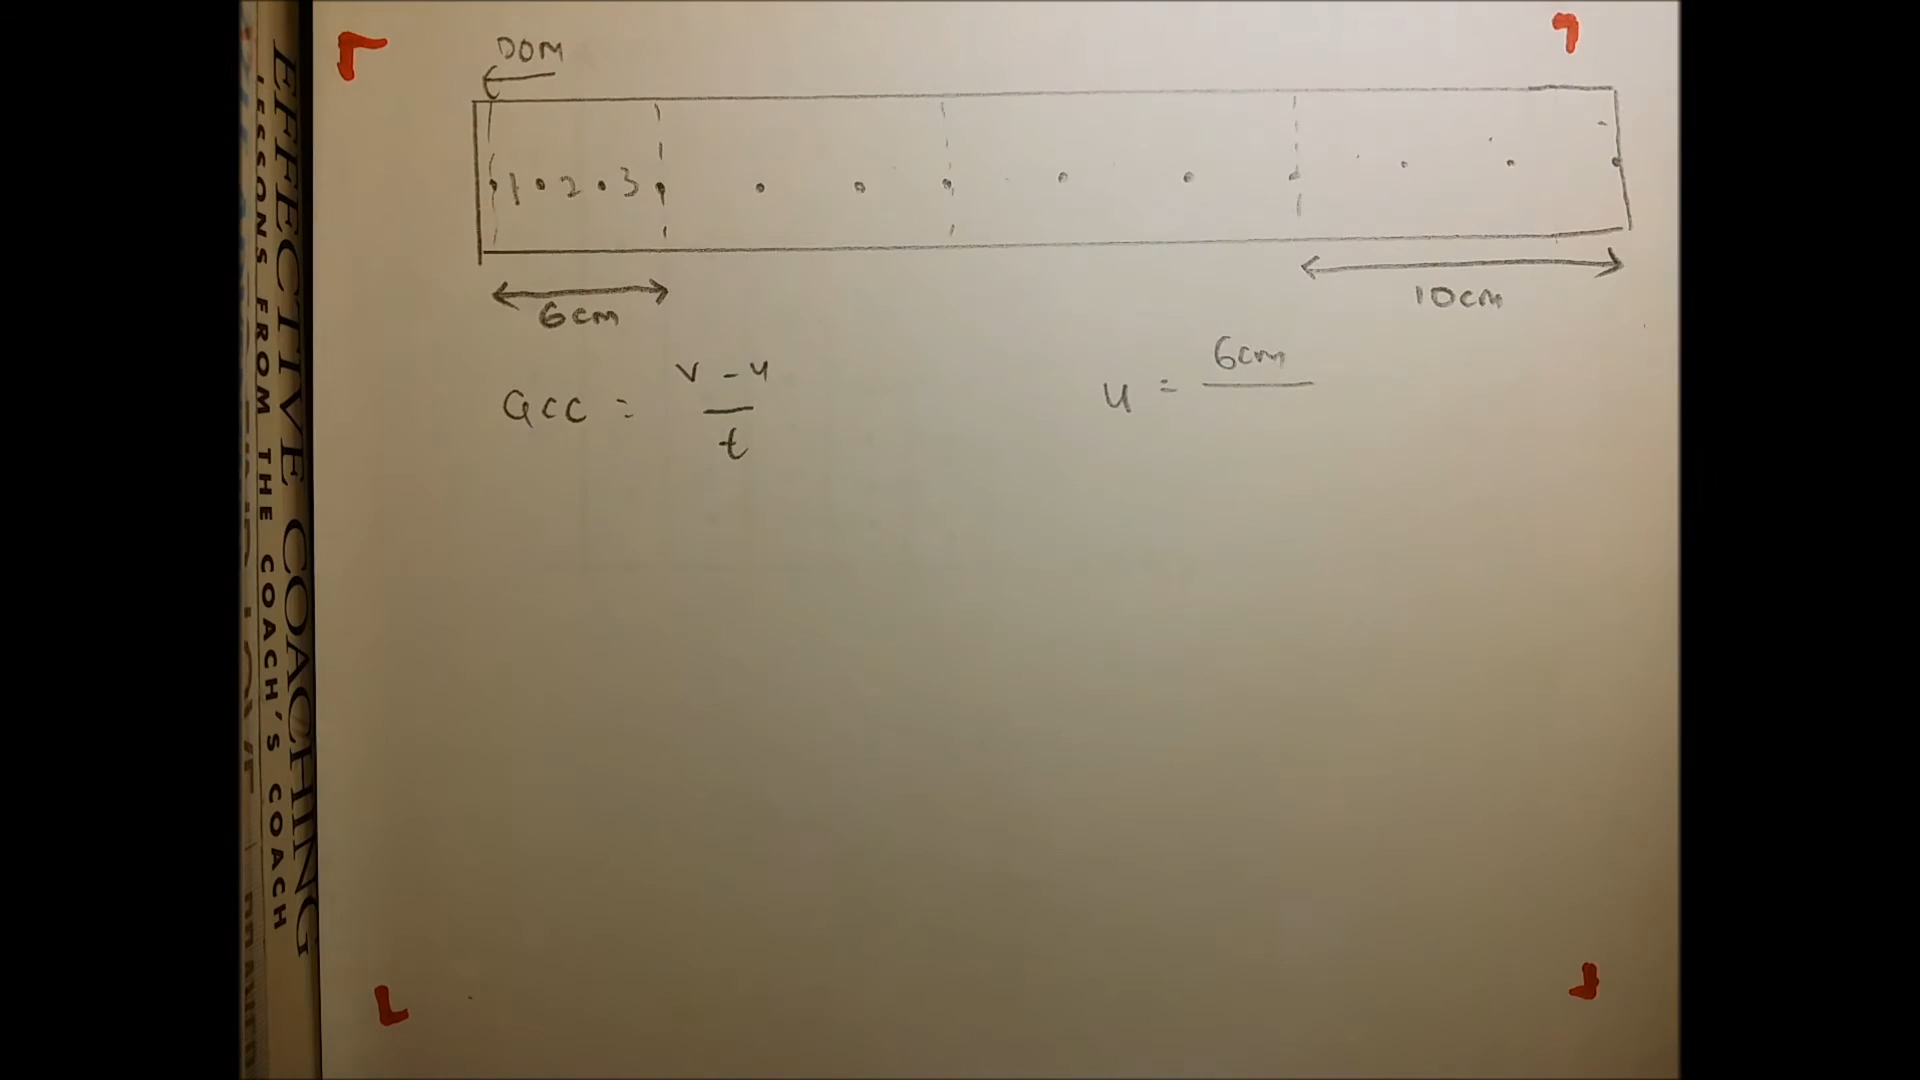 DOM
1 2 3
6cm
10cm
acc = v - u / t
u = 6cm
EFFECTIVE COACHING
LESSONS FROM THE COACH'S COACH